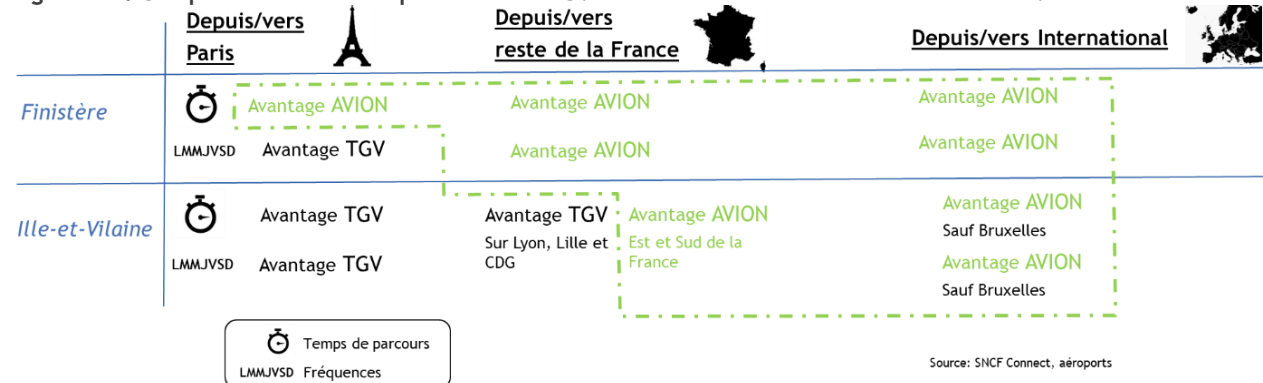 Depuis/vers
Paris
Depuis/vers
reste de la France
Depuis/vers International
Finistère
Avantage AVION
Avantage AVION
Avantage AVION
LMMJVSD
Avantage TGV
Avantage AVION
Avantage AVION
Ille-et-Vilaine
Avantage TGV
Avantage TGV
Sur Lyon, Lille et
CDG
Avantage AVION
Est et Sud de la
France
Avantage AVION
Sauf Bruxelles
LMMJVSD
Avantage TGV
Avantage AVION
Sauf Bruxelles
Temps de parcours
LMMJVSD Fréquences
Source: SNCF Connect, aéroports